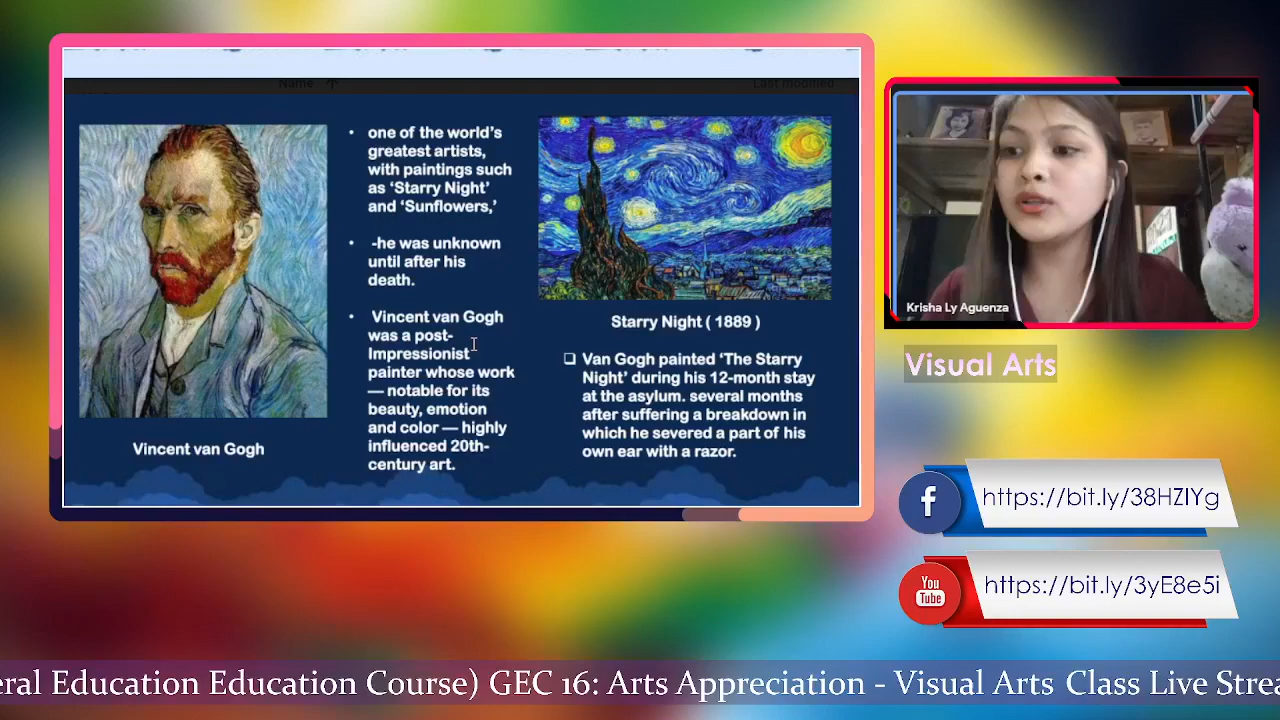 Name
Last modified
one of the world's
greatest artists,
with paintings such
as 'Starry Night'
and 'Sunflowers,'
-he was unknown
until after his
death.
Vincent van Gogh
was a post-
Impressionist
painter whose work
— notable for its
beauty, emotion
and color — highly
influenced 20th-
century art.
Vincent van Gogh
Starry Night ( 1889 )
❑ Van Gogh painted 'The Starry
Night' during his 12-month stay
at the asylum. several months
after suffering a breakdown in
which he severed a part of his
own ear with a razor.
Krisha Ly Aguenza
Visual Arts
f https://bit.ly/38HZIYg
You
Tube
https://bit.ly/3yE8e5i
eral Education Education Course) GEC 16: Arts Appreciation - Visual Arts Class Live Strea